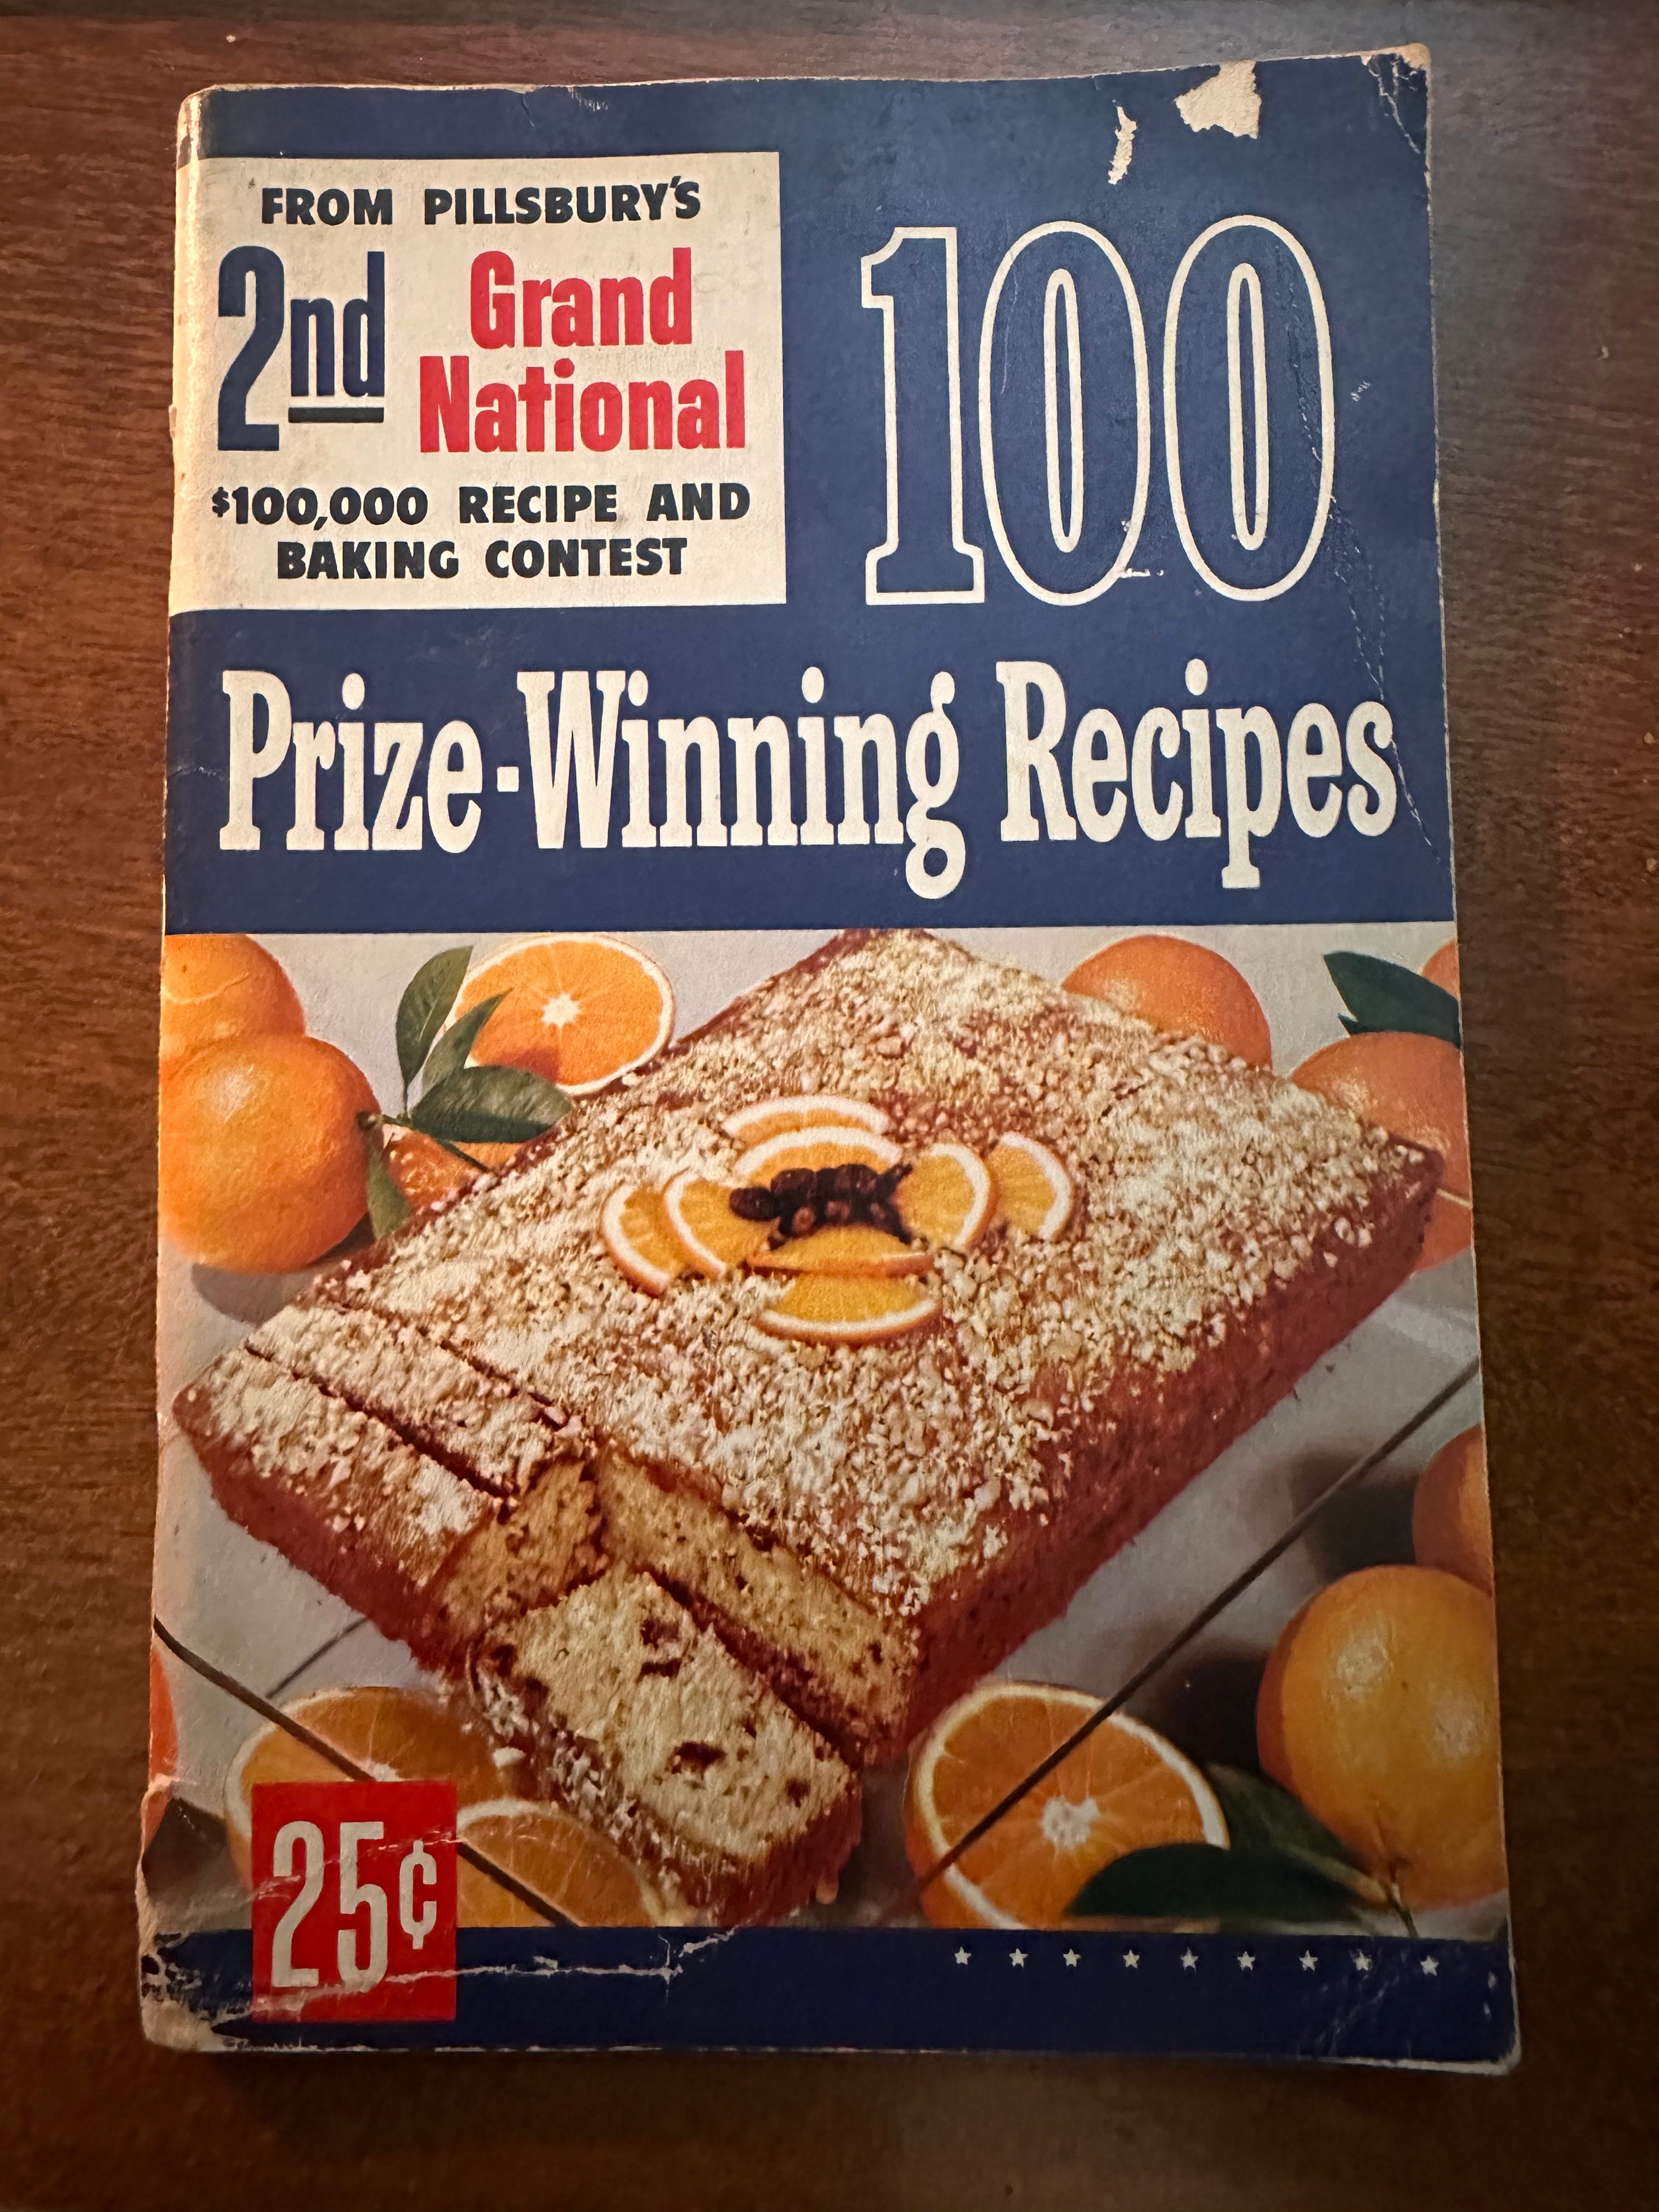 FROM PILLSBURY'S
2nd Grand
National
$100,000 RECIPE AND
BAKING CONTEST
100
Prize-Winning Recipes
25¢